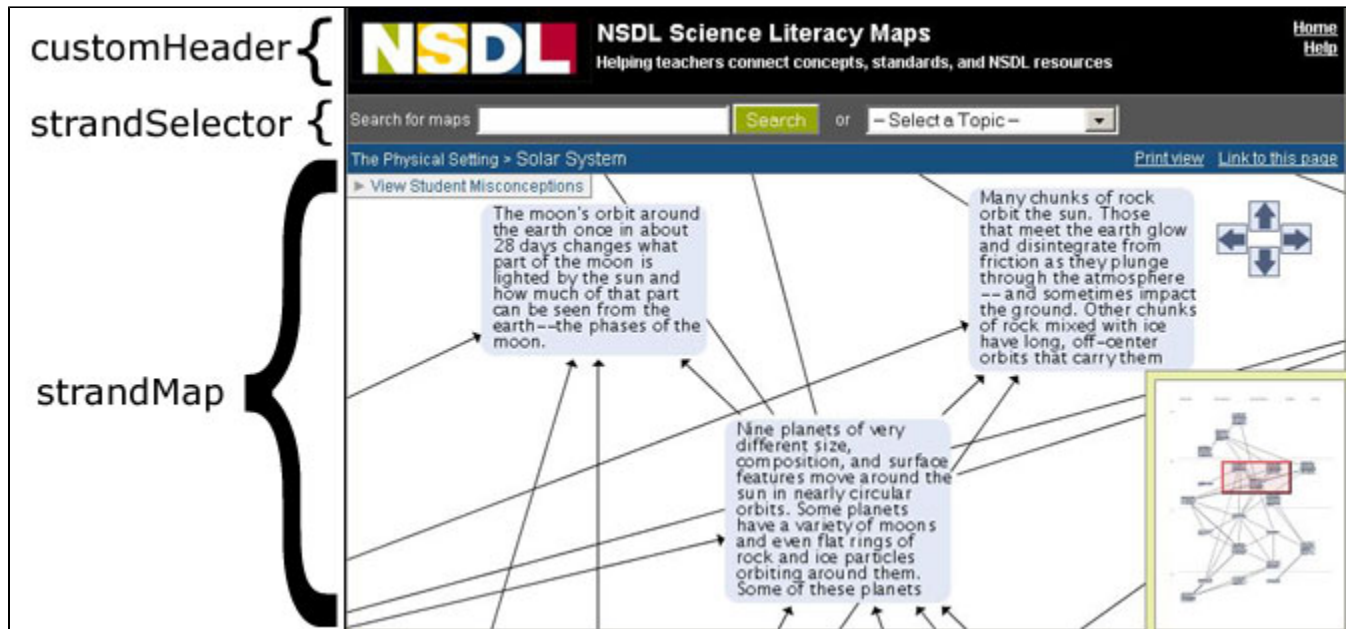 customHeader
NSDL
NSDL Science Literacy Maps
Helping teachers connect concepts, standards, and NSDL resources
Home
Help
strandSelector
Search for maps
Search
or
– Select a Topic –
The Physical Setting > Solar System
Print view
Link to this page
View Student Misconceptions
strandMap
The moon's orbit around
the earth once in about
28 days changes what
part of the moon is
lighted by the sun and
how much of that part
can be seen from the
earth--the phases of the
moon.
Many chunks of rock
orbit the sun. Those
that meet the earth glow
and disintegrate from
friction as they plunge
through the atmosphere
-- and sometimes impact
the ground. Other chunks
of rock mixed with ice
have long, off-center
orbits that carry them
Nine planets of very
different size,
composition, and surface
features move around the
sun in nearly circular
orbits. Some planets
have a variety of moons
and even flat rings of
rock and ice particles
orbiting around them.
Some of these planets